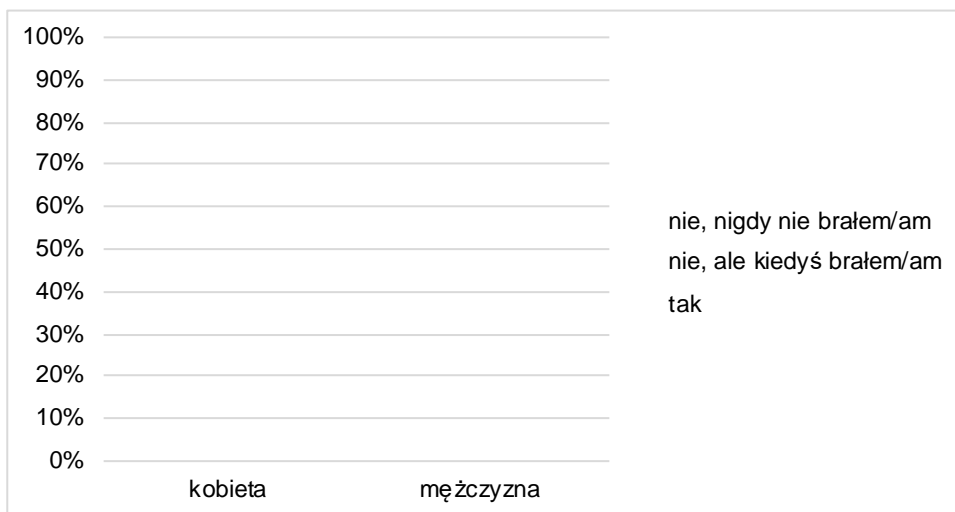 100%
90%
80%
70%
60%
50%
40%
30%
20%
10%
0%
kobieta mężczyzna
nie, nigdy nie brałem/am
nie, ale kiedyś brałem/am
tak